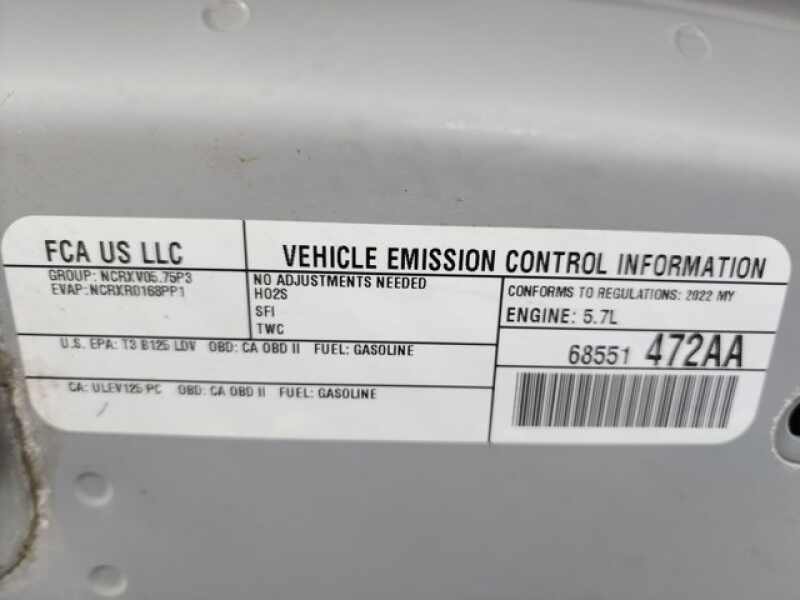 FCA US LLC
GROUP: NCRXV05.75P3
EVAP: NCRXR0168PP1
VEHICLE EMISSION CONTROL INFORMATION
NO ADJUSTMENTS NEEDED
HO2S
SFI
TWC
CONFORMS TO REGULATIONS: 2022 MY
ENGINE: 5.7L
U.S. EPA: T3 B125 LDV OBD: CA OBD II FUEL: GASOLINE
68551 472AA
CA: ULEV125 PC OBD: CA OBD II FUEL: GASOLINE